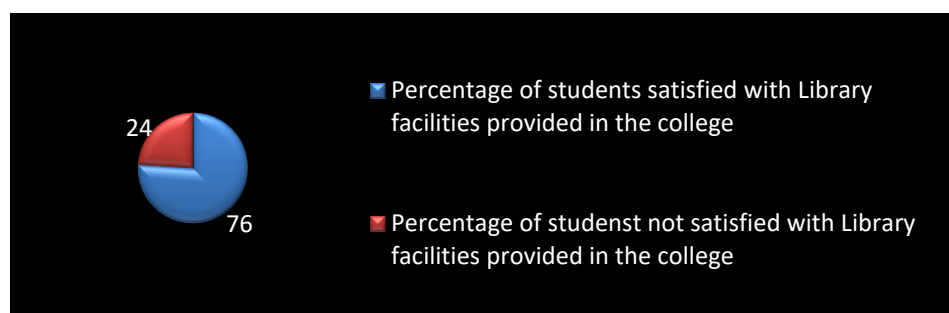 24
76
Percentage of students satisfied with Library
facilities provided in the college
Percentage of studenst not satisfied with Library
facilities provided in the college